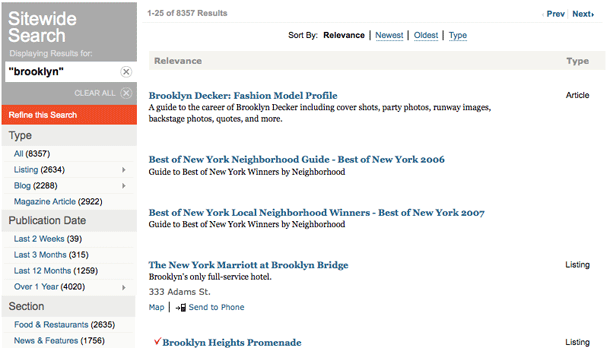 Sitewide
Search
Displaying Results for:
"brooklyn"
CLEAR ALL
Refine this Search
Type
All (8357)
Listing (2634)
Blog (2288)
Magazine Article (2922)
Publication Date
Last 2 Weeks (39)
Last 3 Months (315)
Last 12 Months (1259)
Over 1 Year (4020)
Section
Food & Restaurants (2635)
News & Features (1756)
1-25 of 8357 Results
Prev | Next
Sort By: Relevance | Newest | Oldest | Type
Relevance Type
Brooklyn Decker: Fashion Model Profile Article
A guide to the career of Brooklyn Decker including cover shots, party photos, runway images,
backstage photos, quotes, and more.
Best of New York Neighborhood Guide - Best of New York 2006
Guide to Best of New York Winners by Neighborhood
Best of New York Local Neighborhood Winners - Best of New York 2007
Guide to Best of New York Winners by Neighborhood
The New York Marriott at Brooklyn Bridge Listing
Brooklyn's only full-service hotel.
333 Adams St.
Map | Send to Phone
Brooklyn Heights Promenade Listing